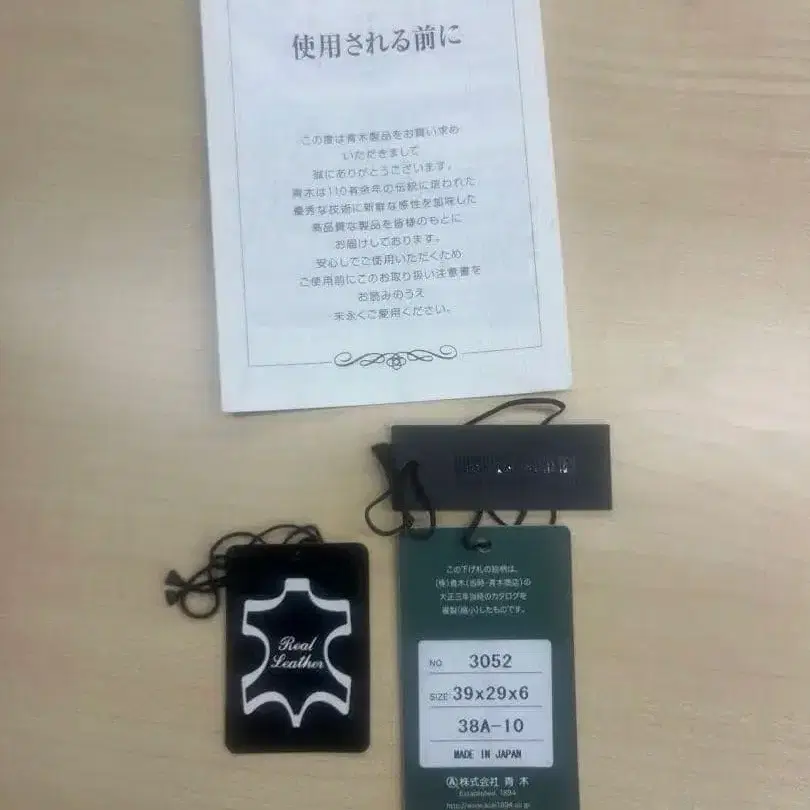 使用される前に
この度は青木製品をお買い求め
いただきまして
誠にありがとうございます。
青木は110有余年の伝統に培われた
優秀な技術に新鮮な感性を加味した
高品質な製品を皆様のもとに
お届けしております。
安心してご使用いただくため
ご使用前にこのお取り扱い注意書を
お読みのうえ
末永くご愛用ください。
Real
Leather
この下げ札の絵柄は、
(株)青木(当時・青木商店)の
大正三年当時のカタログを
複製(縮小)したものです。
NO. 3052
SIZE: 39x29x6
38A-10
MADE IN JAPAN
Ⓐ株式会社 青木
Established, 1894
http://www.aoki1894.co.jp